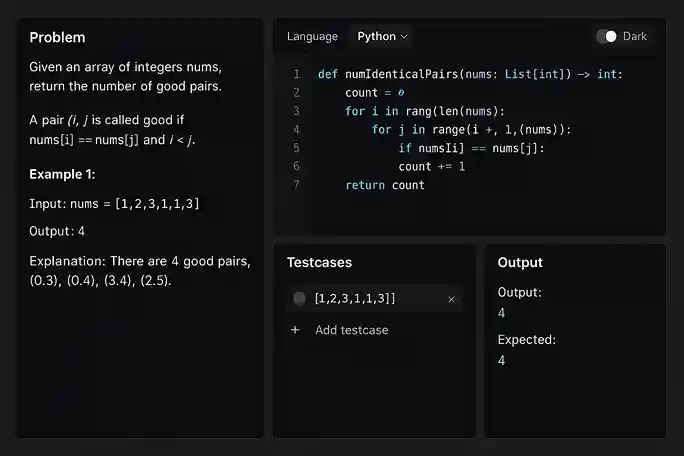 Problem
Given an array of integers nums,
return the number of good pairs.
A pair (i, j is called good if
nums[i] == nums[j] and i < j.
Example 1:
Input: nums = [1,2,3,1,1,3]
Output: 4
Explanation: There are 4 good pairs,
(0.3), (0.4), (3.4), (2.5).
Language Python Dark
1 def numIdenticalPairs(nums: List[int]) -> int:
2 count = 0
3 for i in rang(len(nums):
4 for j in range(i +, 1,(nums)):
5 if numsIi] == nums[j]:
6 count += 1
7 return count
Testcases
[1,2,3,1,1,3]] ×
+ Add testcase
Output
Output:
4
Expected:
4